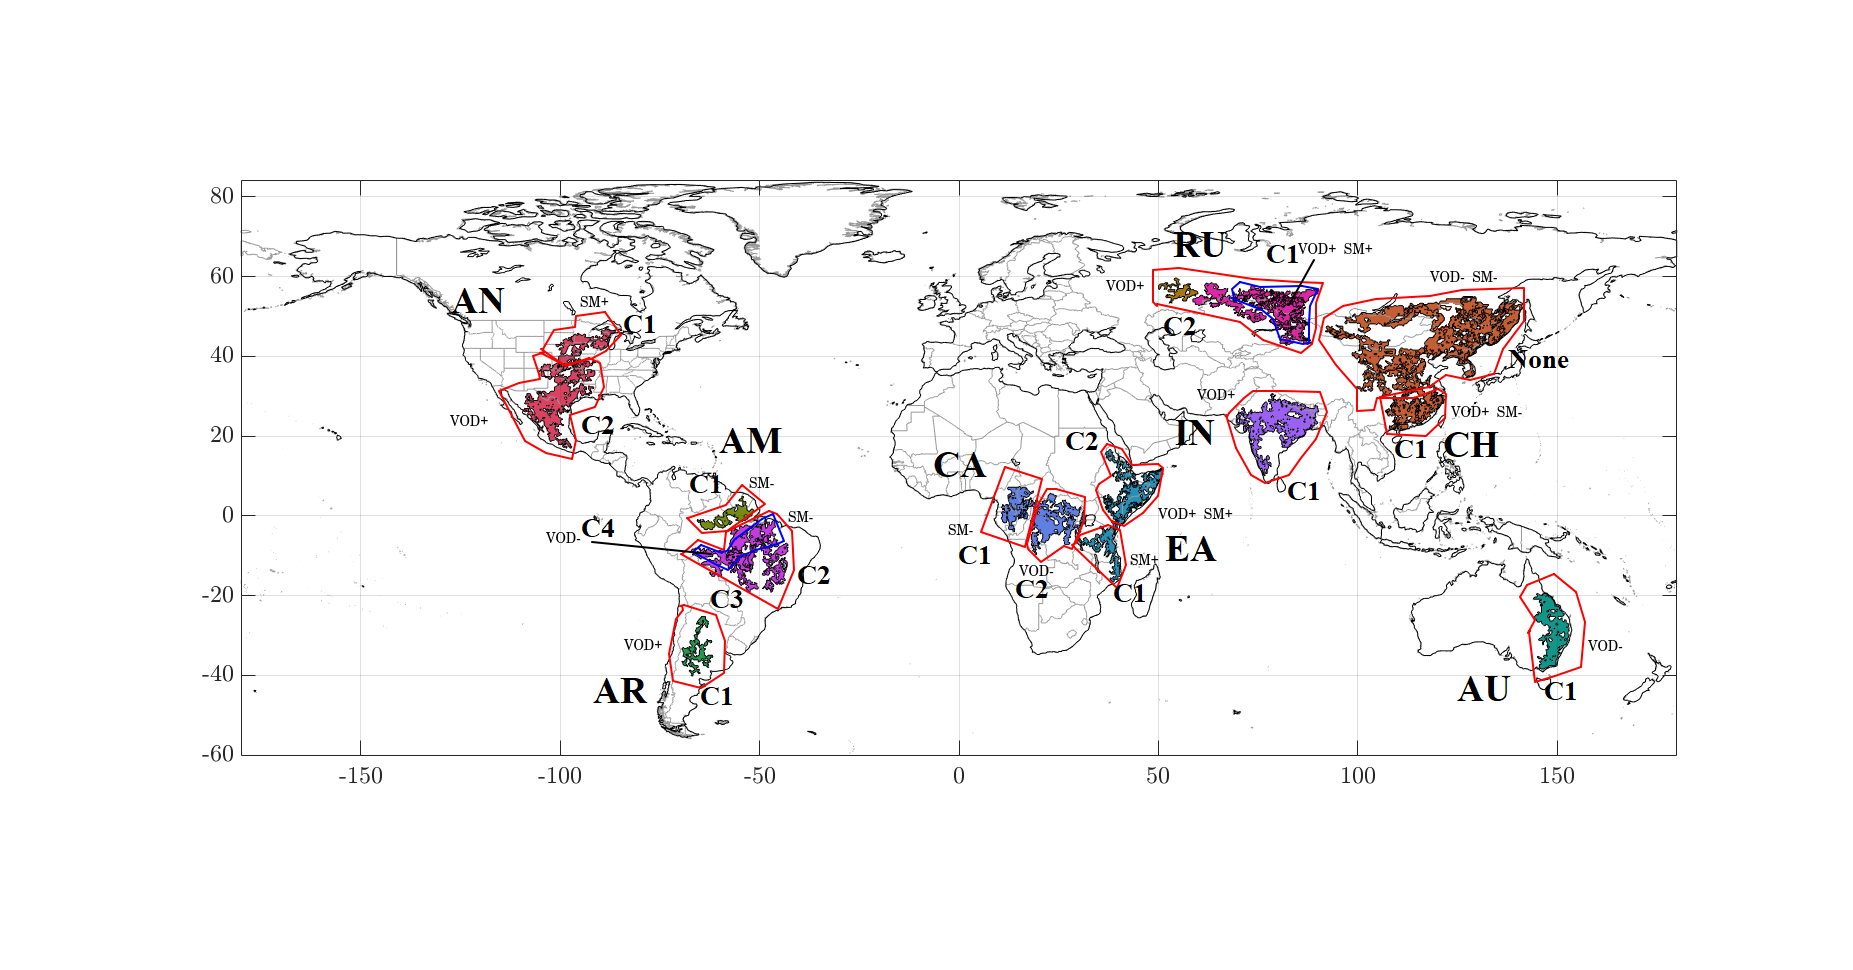 80
60
40
20
0
-20
-40
-60
-150
-100
-50
0
50
100
150
RU
C1
VOD+ SM+
VOD- SM-
VOD+
C2
AN
SM+
C1
None
VOD+
C2
VOD+
IN
C1
VOD+ SM-
C1
CH
AM
C1
SM-
SM-
C4
VOD-
C2
C3
CA
SM-
C1
VOD-
C2
C2
VOD+ SM+
EA
SM+
C1
VOD+
AR
C1
VOD-
AU
C1